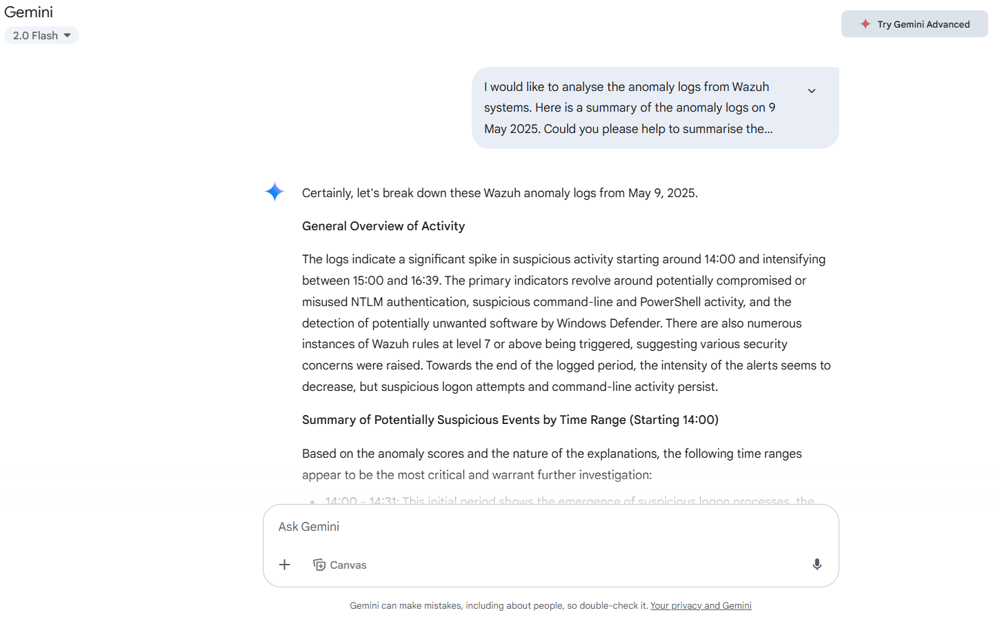 Gemini
2.0 Flash
Try Gemini Advanced
I would like to analyse the anomaly logs from Wazuh
systems. Here is a summary of the anomaly logs on 9
May 2025. Could you please help to summarise the...
Certainly, let's break down these Wazuh anomaly logs from May 9, 2025.
General Overview of Activity
The logs indicate a significant spike in suspicious activity starting around 14:00 and intensifying
between 15:00 and 16:39. The primary indicators revolve around potentially compromised or
misused NTLM authentication, suspicious command-line and PowerShell activity, and the
detection of potentially unwanted software by Windows Defender. There are also numerous
instances of Wazuh rules at level 7 or above being triggered, suggesting various security
concerns were raised. Towards the end of the logged period, the intensity of the alerts seems to
decrease, but suspicious logon attempts and command-line activity persist.
Summary of Potentially Suspicious Events by Time Range (Starting 14:00)
Based on the anomaly scores and the nature of the explanations, the following time ranges
appear to be the most critical and warrant further investigation:
• 14:00 - 14:31: This initial period shows the emergence of suspicious logon processes, the
Ask Gemini
Canvas
Gemini can make mistakes, including about people, so double-check it. Your privacy and Gemini